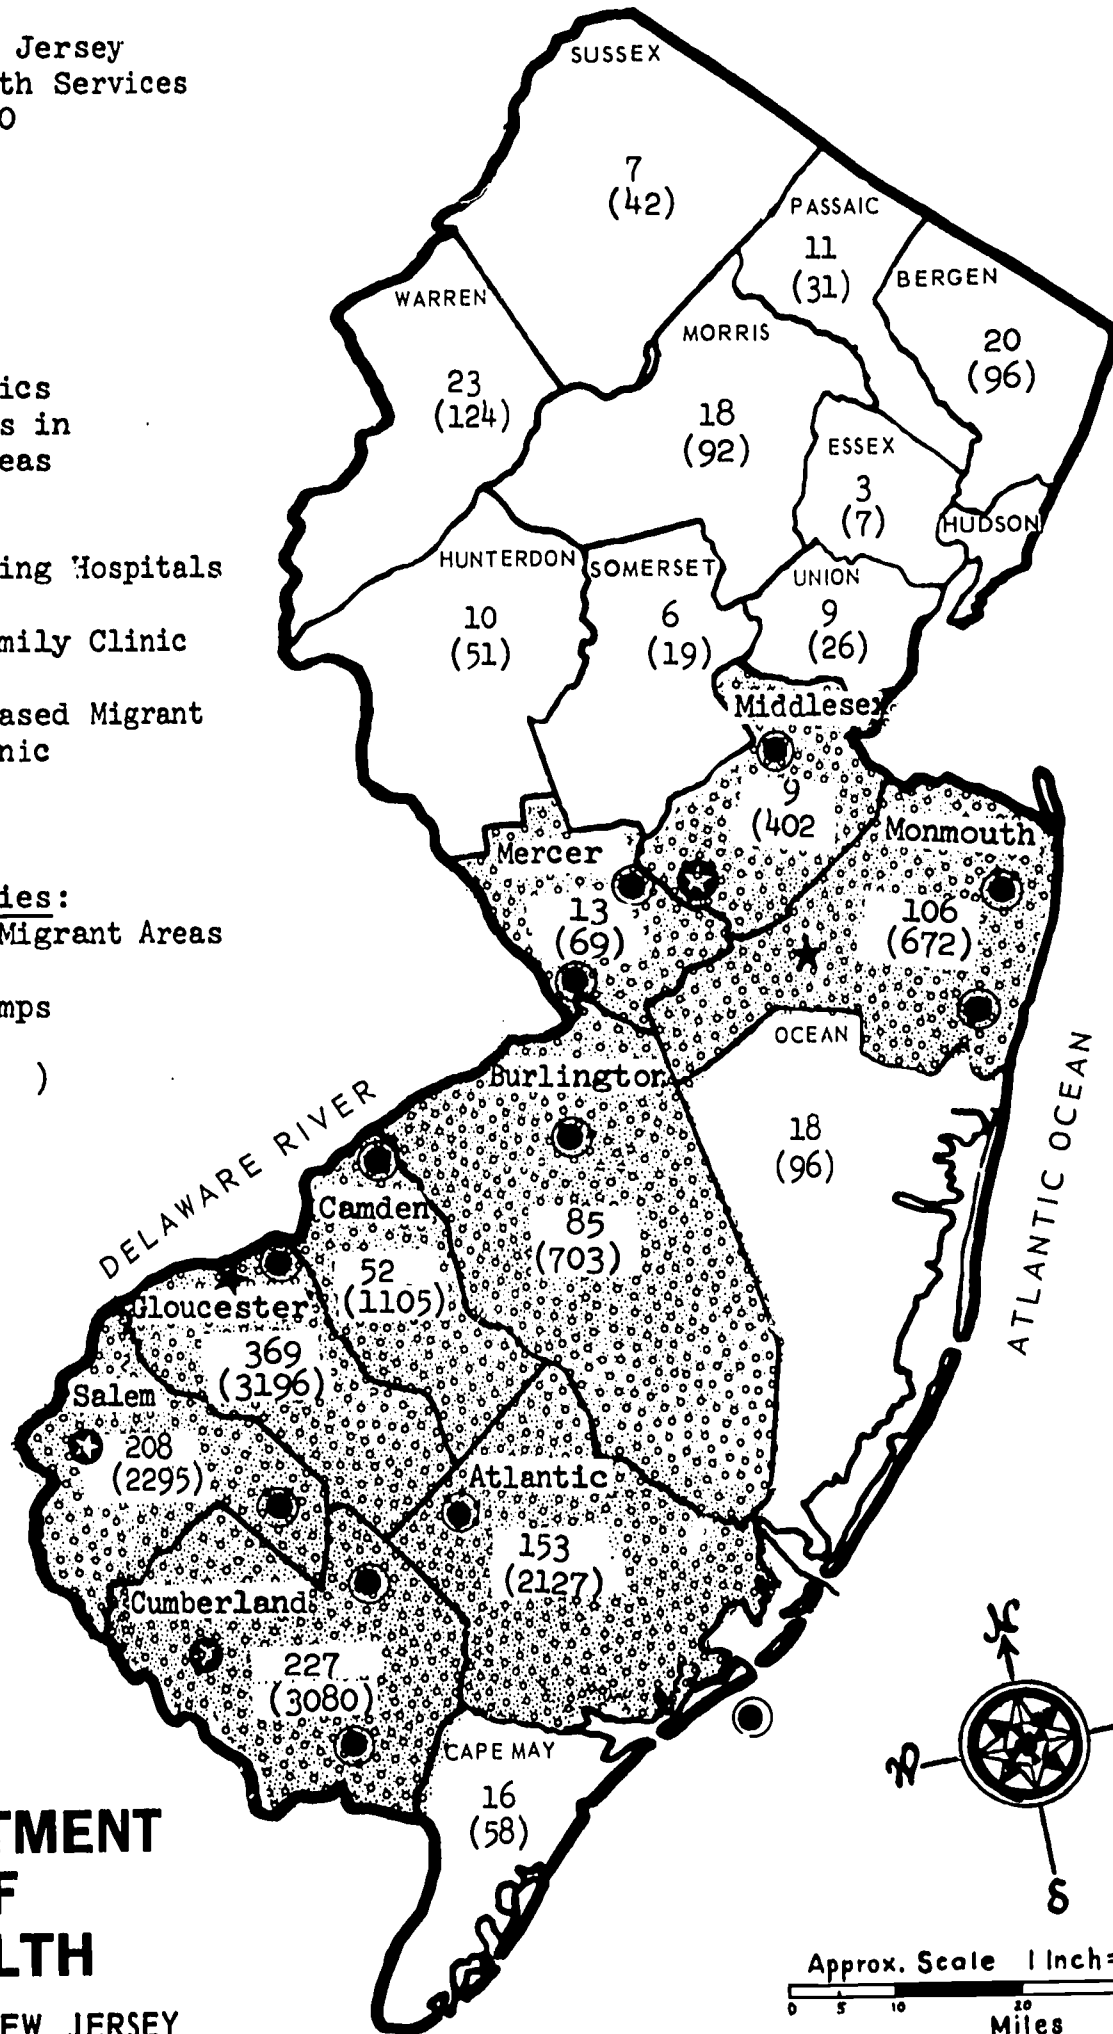 Jersey
th Services
0
ics
s in
eas
ing Hospitals
mily Clinic
ased Migrant
nic
ies:
Migrant Areas
mps
)
SUSSEX
7
(42)
PASSAIC
11
(31)
BERGEN
20
(96)
WARREN
23
(124)
MORRIS
18
(92)
ESSEX
3
(7)
HUDSON
HUNTERDON
10
(51)
SOMERSET
6
(19)
UNION
9
(26)
Middlesex
9
(402
Mercer
13
(69)
Monmouth
106
(672)
OCEAN
18
(96)
Burlington
85
(703)
DELAWARE RIVER
ATLANTIC OCEAN
Camden
52
(1105)
Gloucester
369
(3196)
Salem
208
(2295)
Atlantic
153
(2127)
Cumberland
227
(3080)
CAPE MAY
16
(58)
S
TMENT
F
LTH
EW JERSEY
Approx. Scale 1 Inch=
0 5 10 20
Miles